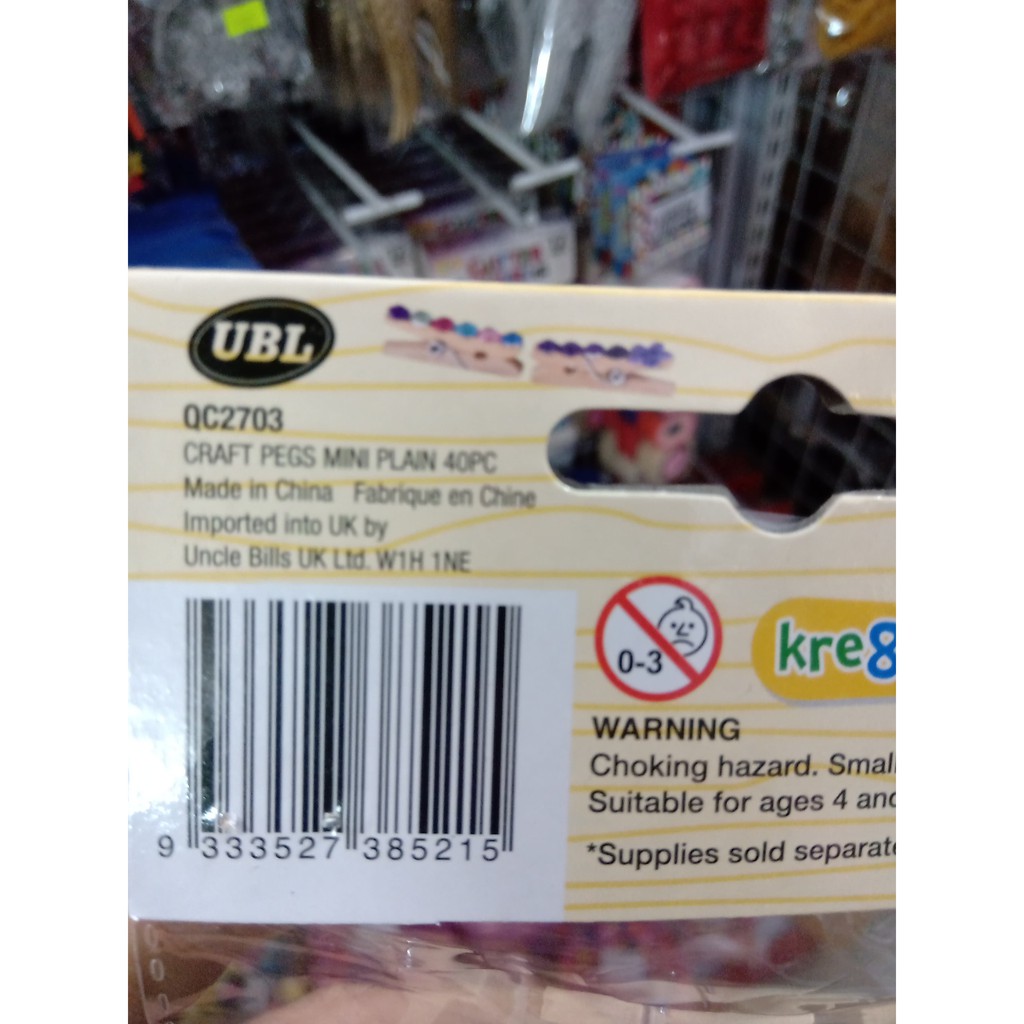 UBL
QC2703
CRAFT PEGS MINI PLAIN 40PC
Made in China Fabrique en Chine
Imported into UK by
Uncle Bills UK Ltd. W1H 1NE
0-3
kre8
WARNING
Choking hazard. Small
Suitable for ages 4 and
*Supplies sold separate
9 333527 385215